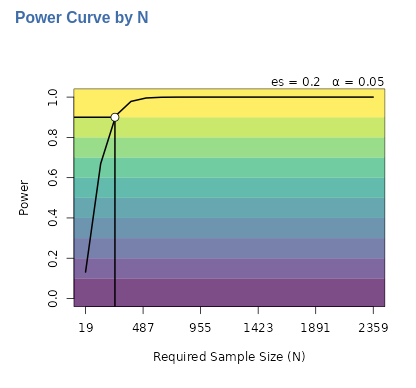 Power Curve by N
es = 0.2 α = 0.05
1.0
0.8
0.6
0.4
0.2
0.0
Power
19 487 955 1423 1891 2359
Required Sample Size (N)